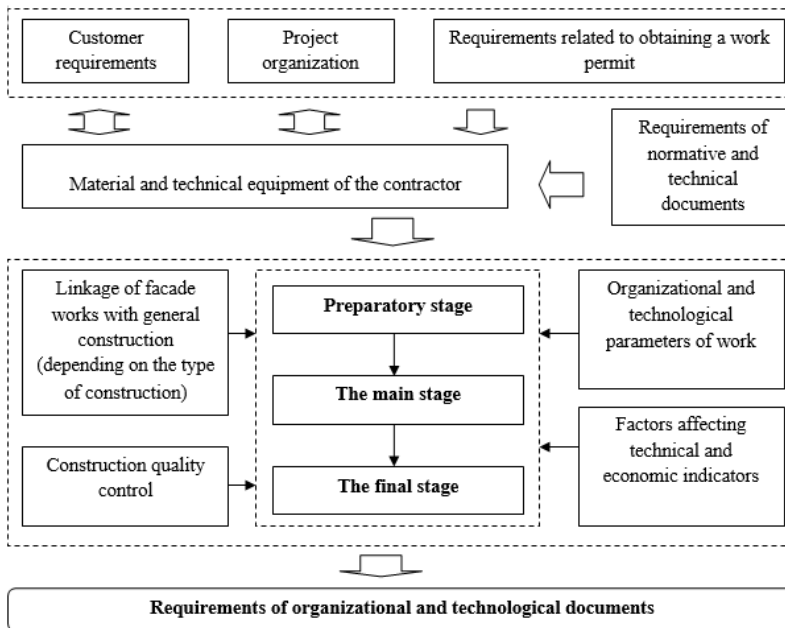 Customer
requirements
Project
organization
Requirements related to obtaining a work
permit
Requirements of
normative and
technical
documents
Material and technical equipment of the contractor
Linkage of facade
works with general
construction
(depending on the type
of construction)
Preparatory stage
Organizational and
technological
parameters of work
The main stage
Construction quality
control
The final stage
Factors affecting
technical and
economic indicators
Requirements of organizational and technological documents